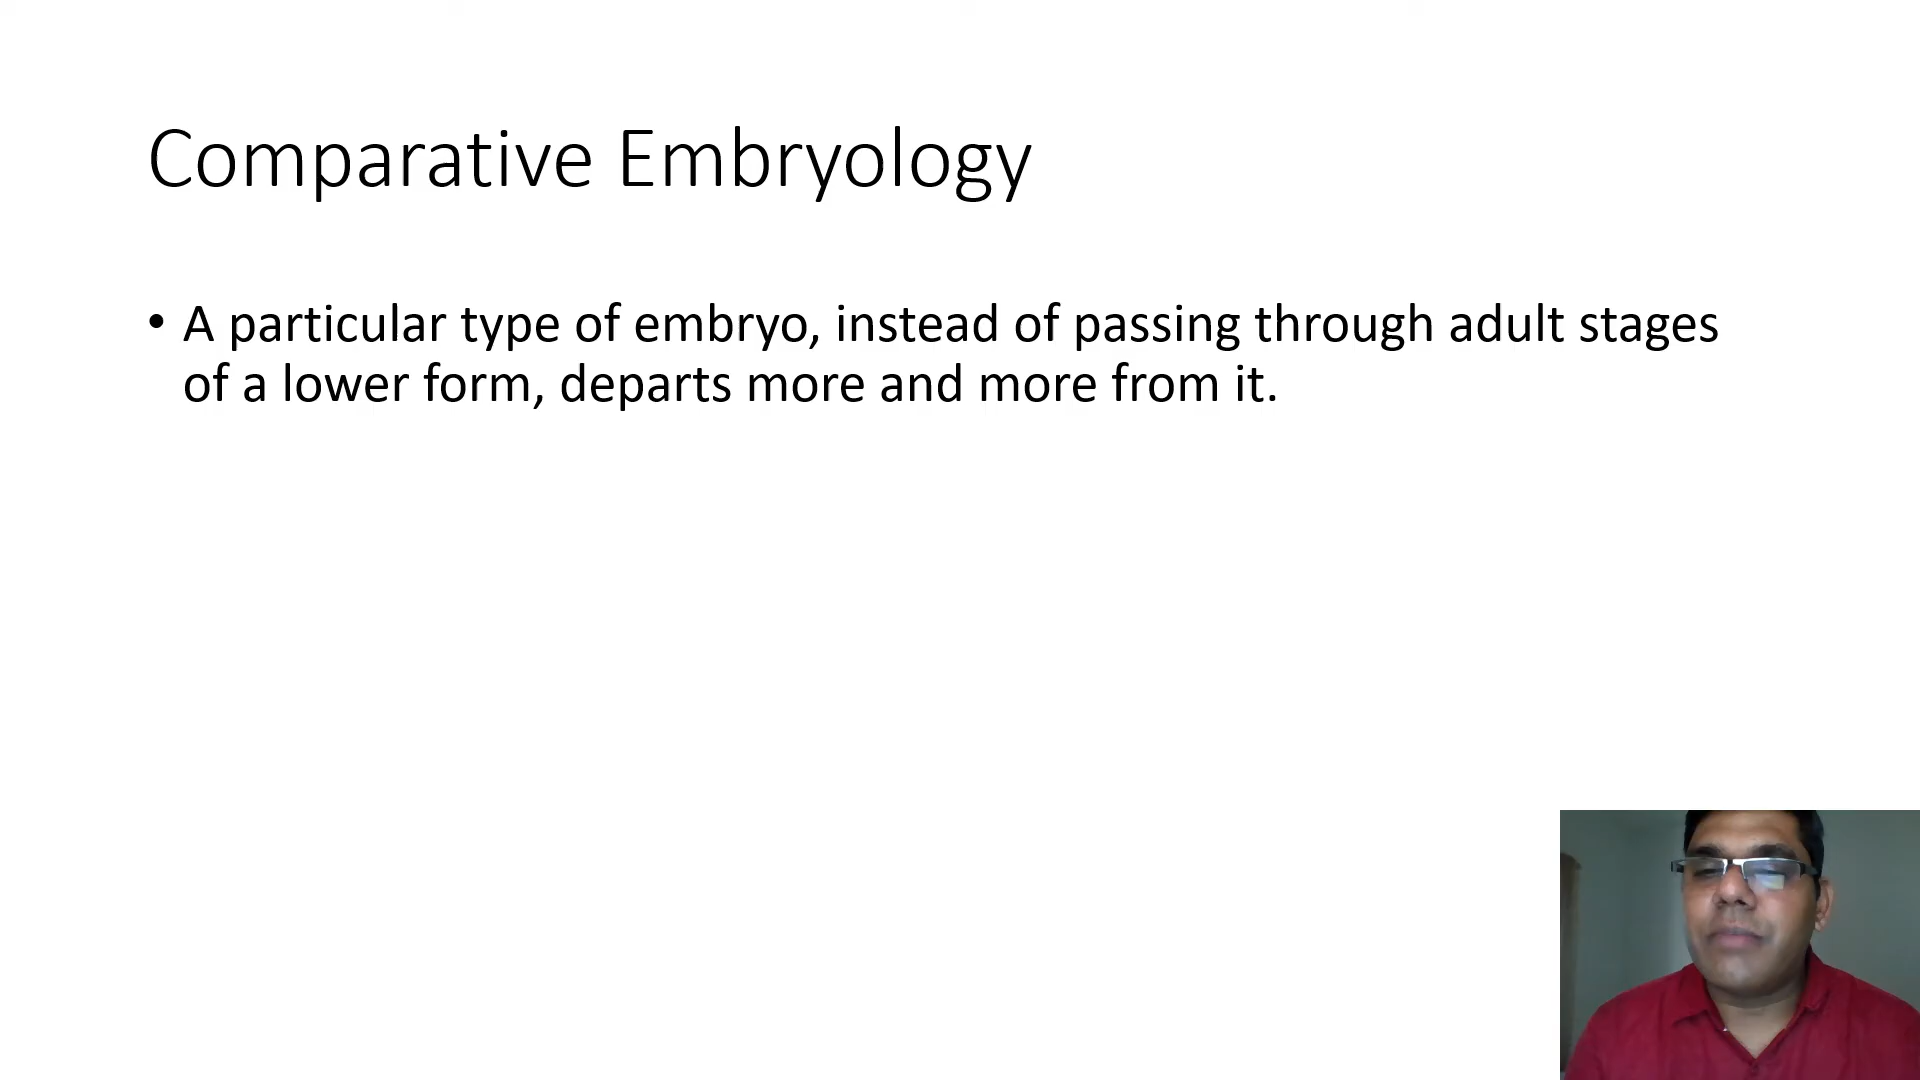 Comparative Embryology
• A particular type of embryo, instead of passing through adult stages
of a lower form, departs more and more from it.